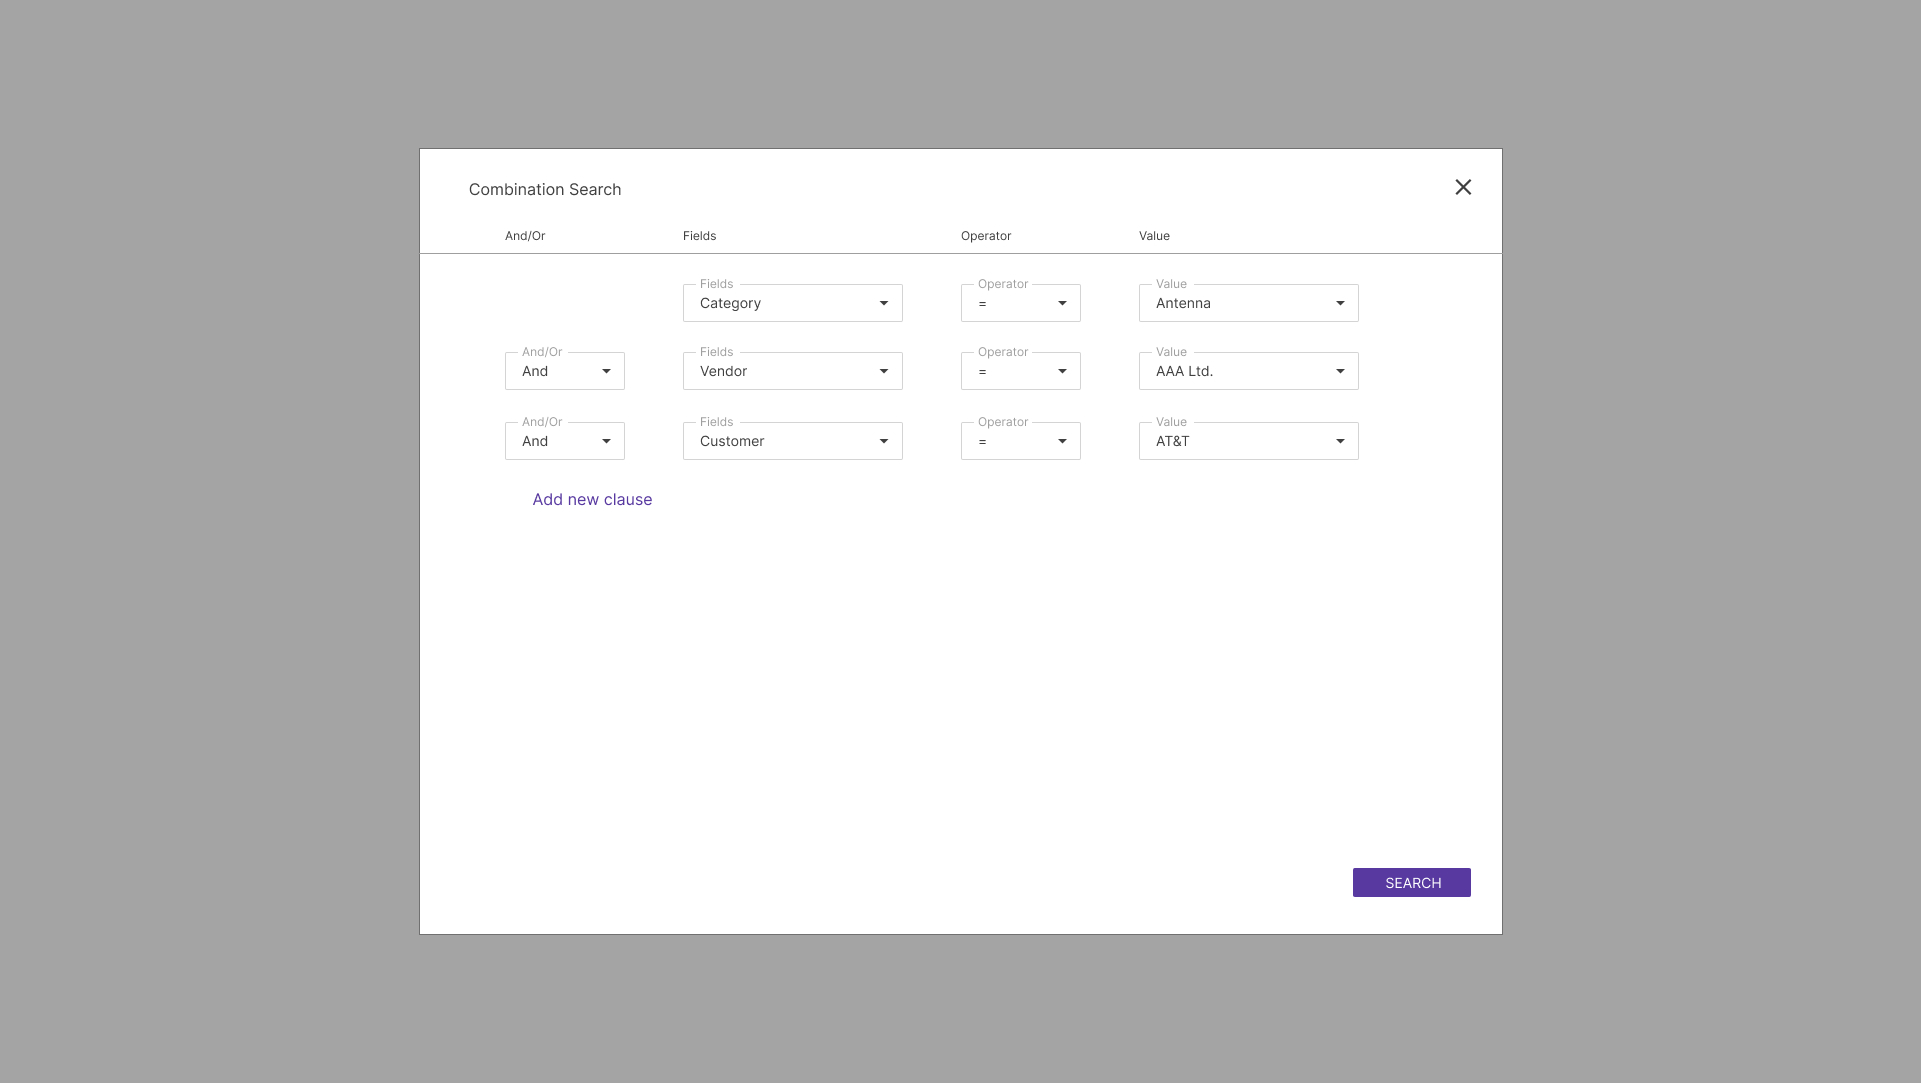 Combination Search
And/Or Fields Operator Value
Fields Operator Value
Category = Antenna
And/Or Fields Operator Value
And Vendor = AAA Ltd.
And/Or Fields Operator Value
And Customer = AT&T
Add new clause
SEARCH